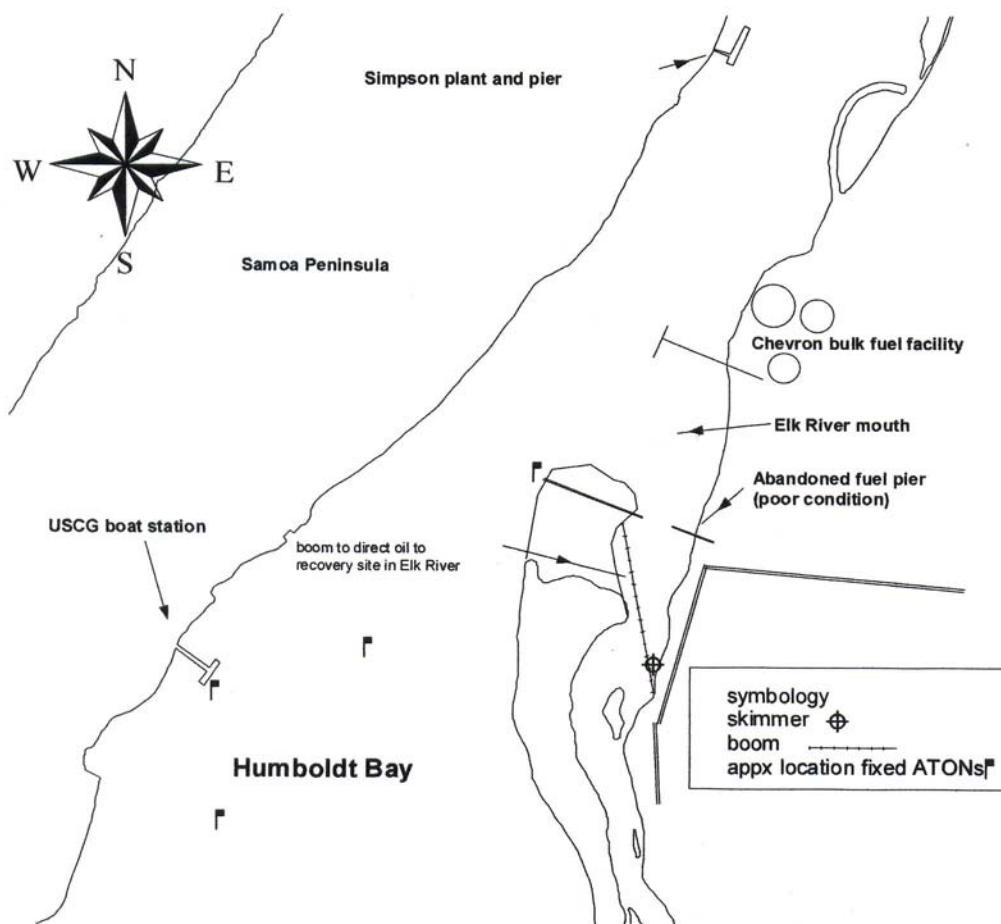 Simpson plant and pier
N
W
E
S
Samoa Peninsula
Chevron bulk fuel facility
Elk River mouth
Abandoned fuel pier
(poor condition)
USCG boat station
boom to direct oil to
recovery site in Elk River
Humboldt Bay
symbology
skimmer
boom
appx location fixed ATONs